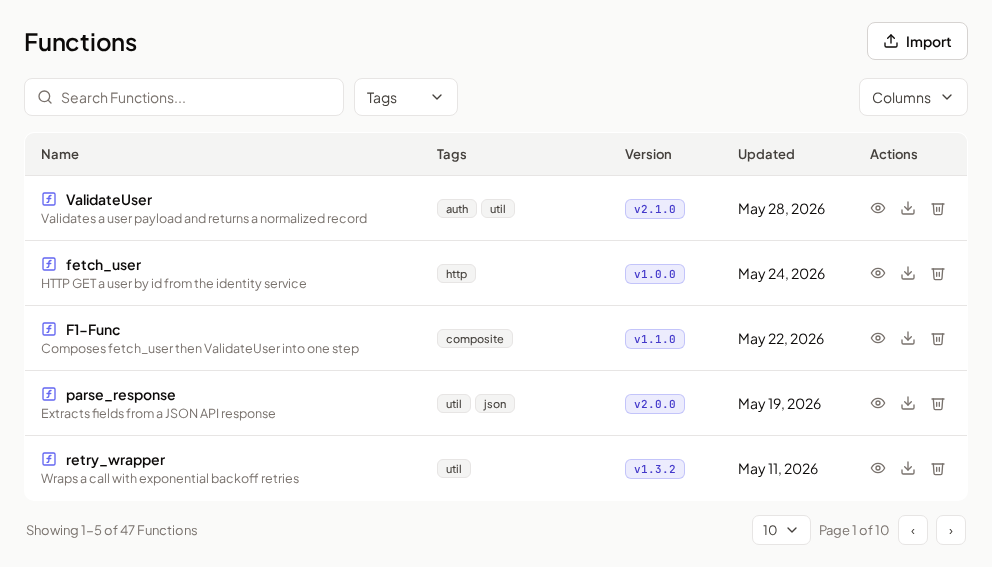 Functions
Import
Search Functions...
Tags
Columns
Name Tags Version Updated Actions
ValidateUser
Validates a user payload and returns a normalized record
auth util v2.1.0 May 28, 2026
fetch_user
HTTP GET a user by id from the identity service
http v1.0.0 May 24, 2026
F1-Func
Composes fetch_user then ValidateUser into one step
composite v1.1.0 May 22, 2026
parse_response
Extracts fields from a JSON API response
util json v2.0.0 May 19, 2026
retry_wrapper
Wraps a call with exponential backoff retries
util v1.3.2 May 11, 2026
Showing 1–5 of 47 Functions
10 Page 1 of 10 ‹ ›